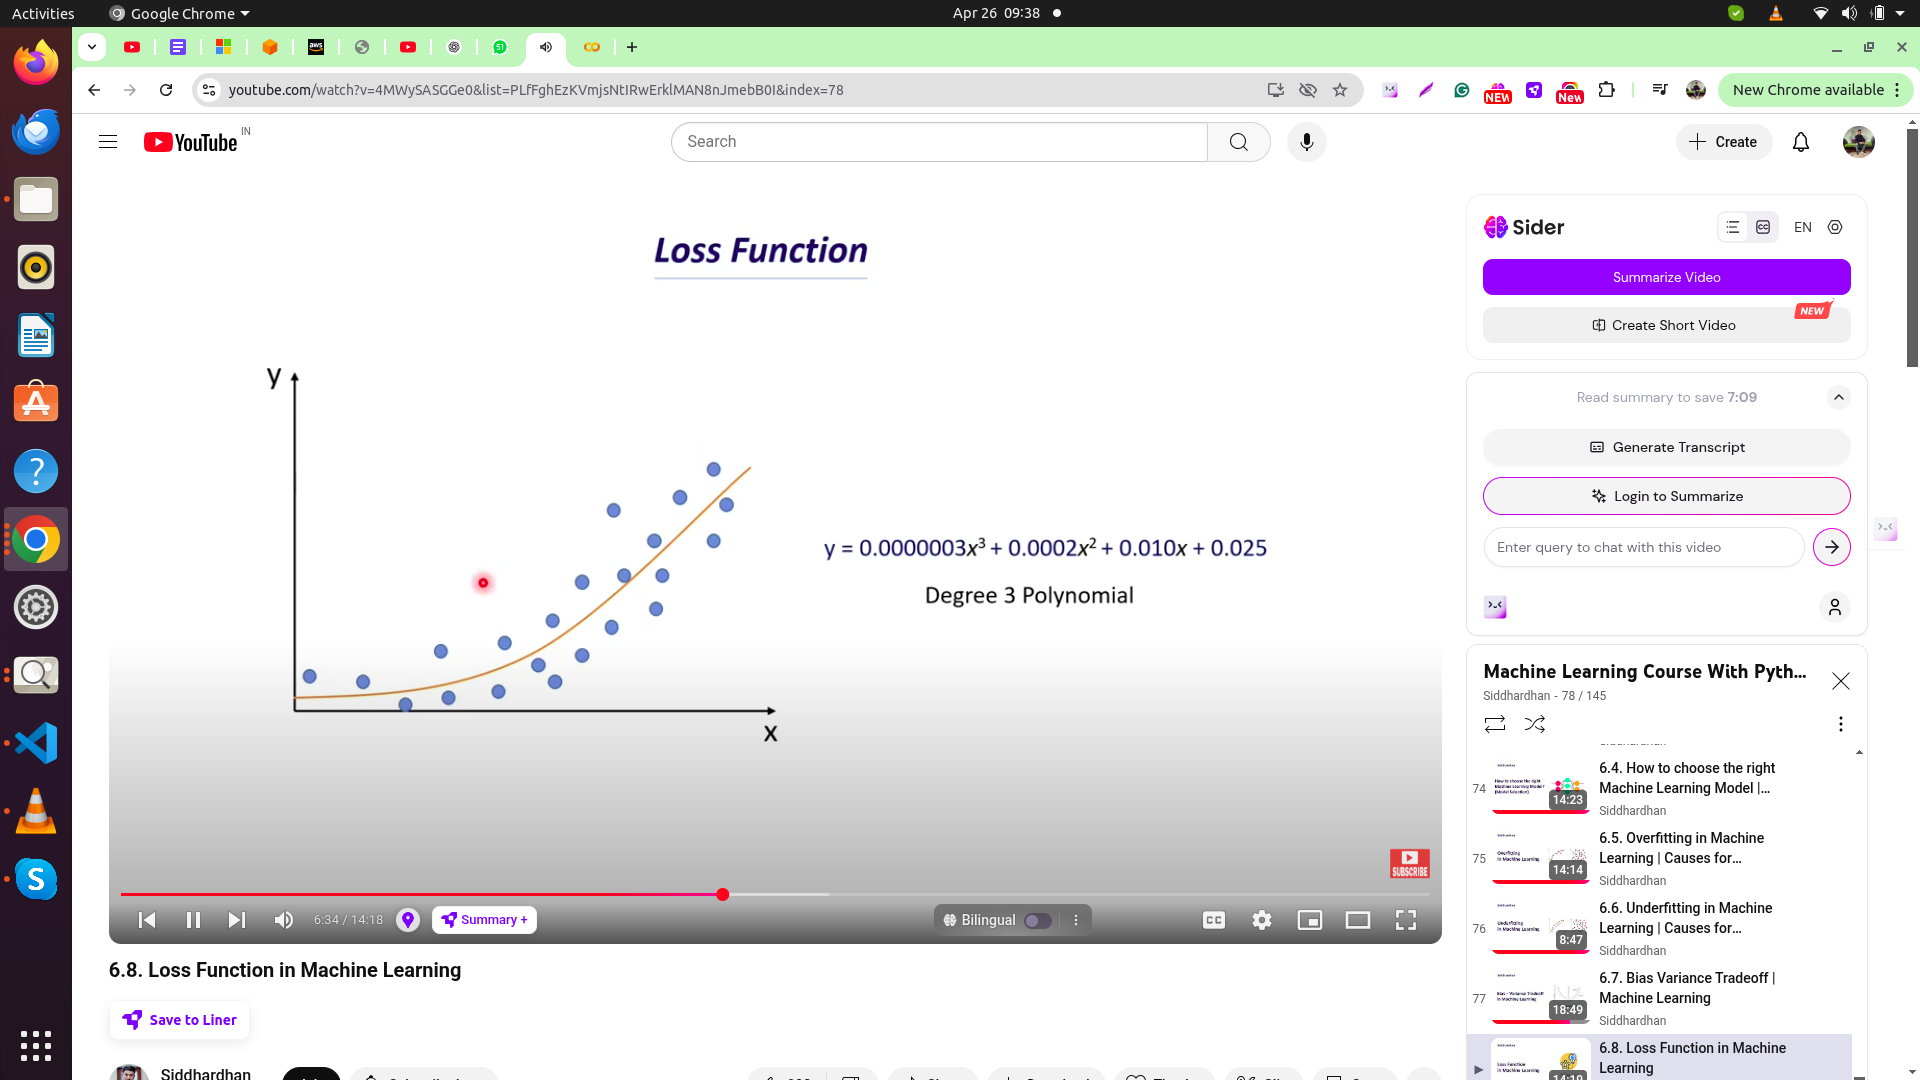 Activities
Google Chrome
Apr 26 09:38
youtube.com/watch?v=4MWySASGGe0&list=PLfFghEzKVmjsNtIRwErklMAN8nJmebB0I&index=78
NEW
New
New Chrome available
YouTube
IN
Search
Create
Loss Function
y
x
y = 0.0000003x³ + 0.0002x² + 0.010x + 0.025
Degree 3 Polynomial
SUBSCRIBE
6:34 / 14:18
Summary +
Bilingual
CC
6.8. Loss Function in Machine Learning
Save to Liner
Siddhardhan
Sider
EN
Summarize Video
NEW
Create Short Video
Read summary to save 7:09
Generate Transcript
Login to Summarize
Enter query to chat with this video
Machine Learning Course With Pyth...
Siddhardhan - 78 / 145
74
14:23
6.4. How to choose the right
Machine Learning Model |...
Siddhardhan
75
14:14
6.5. Overfitting in Machine
Learning | Causes for...
Siddhardhan
76
8:47
6.6. Underfitting in Machine
Learning | Causes for...
Siddhardhan
77
18:49
6.7. Bias Variance Tradeoff |
Machine Learning
Siddhardhan
6.8. Loss Function in Machine
Learning